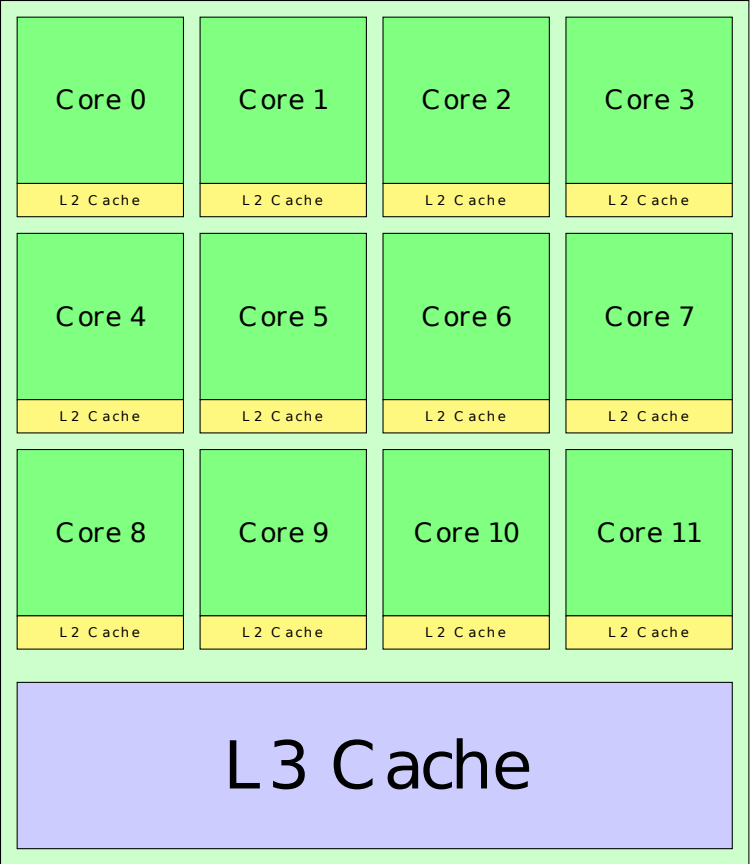 Core 0
Core 1
Core 2
Core 3
L2 Cache
L2 Cache
L2 Cache
L2 Cache
Core 4
Core 5
Core 6
Core 7
L2 Cache
L2 Cache
L2 Cache
L2 Cache
Core 8
Core 9
Core 10
Core 11
L2 Cache
L2 Cache
L2 Cache
L2 Cache
L3 Cache